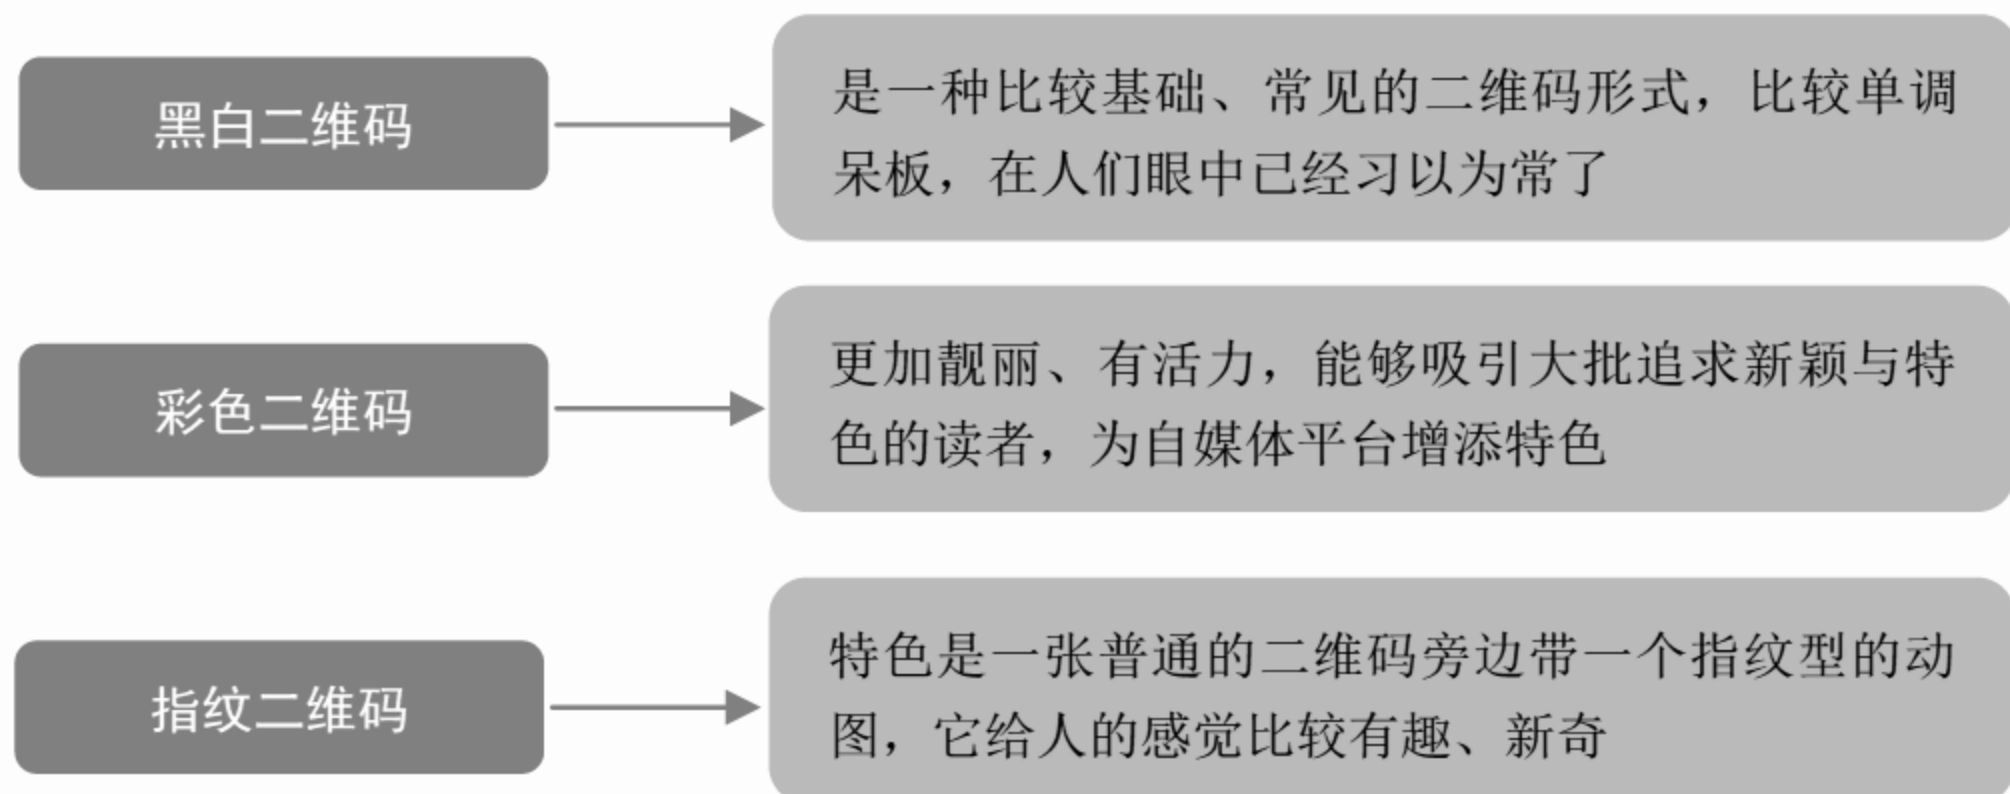 黑白二维码
是一种比较基础、常见的二维码形式，比较单调
呆板，在人们眼中已经习以为常了
彩色二维码
更加靓丽、有活力，能够吸引大批追求新颖与特
色的读者，为自媒体平台增添特色
指纹二维码
特色是一张普通的二维码旁边带一个指纹型的动
图，它给人的感觉比较有趣、新奇